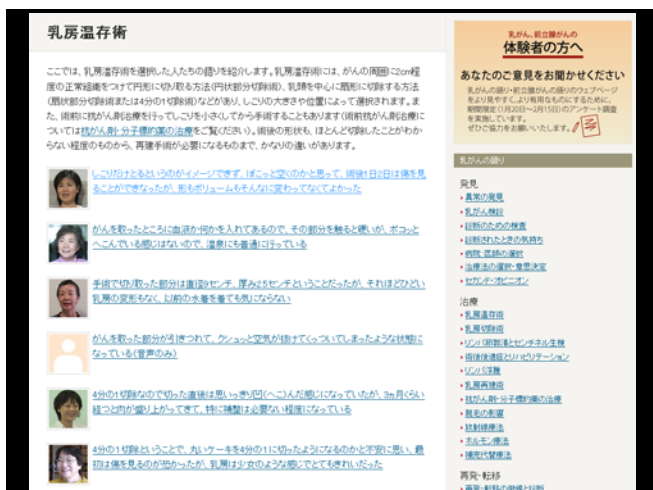 乳房温存術
ここでは、乳房温存術を選択した人たちの語りを紹介します。乳房温存術には、がんの周囲に2cm程
度の正常組織をつけて円形に切り取る方法(円状部分切除術)、乳頭を中心に扇形に切除する方法
(扇状部分切除術または4分の1切除術)などがあり、しこりの大きさや位置によって選択されます。ま
た、術前に抗がん剤治療を行ってしこりを小さくしてから手術することもあります(術前抗がん剤治療に
ついては抗がん剤・分子標的薬の治療をご覧ください)。術後の形状も、ほとんど切除したことがわか
らない程度のものから、再建手術が必要になるものまで、かなりの違いがあります。
しこりだけとるというのがイメージできず、ぼこっと空くのかと思って、術後1日2日は傷を見
ることができなかったが、形もボリュームもそんなに変わってなくてよかった
がんを取ったところに血液か何かを入れてあるので、その部分を触ると硬いが、ボコッと
へこんでいる感じはないので、温泉にも普通に行っている
手術で切り取った部分は直径9センチ、厚み2.5センチということだったが、それほどひどい
乳房の変形もなく、以前の水着を着ても気にならない
がんを取った部分が引きつれて、クシュッと空気が抜けてくっついてしまったような状態に
なっている(音声のみ)
4分の1切除なので切った直後は思いっきり凹(へこ)んだ感じになっていたが、3ヵ月くらい
経つと肉が盛り上がってきて、特に補整は必要ない程度になっている
4分の1切除ということで、丸いケーキを4分の1に切ったようになるのかと不安に思い、最
初は傷を見るのが恐かったが、乳房は少女のような感じでとてもきれいだった
乳がん、前立腺がんの
体験者の方へ
あなたのご意見をお聞かせください
乳がんの語り・前立腺がんの語りのウェブページ
をより見やすく、より有用なものにするために、
期間限定(1月20日~2月15日)のアンケート調査
を実施しています。
ぜひご協力をお願いいたします。
乳がんの語り
発見
異常の発見
乳がん検診
診断のための検査
診断されたときの気持ち
病院・医師の選択
治療法の選択・意思決定
セカンド・オピニオン
治療
乳房温存術
乳房切除術
リンパ節郭清とセンチネル生検
術後後遺症とリハビリテーション
リンパ浮腫
乳房再建術
抗がん剤・分子標的薬の治療
脱毛の影響
放射線療法
ホルモン療法
補完代替療法
再発・転移
再発・転移の徴候と診断